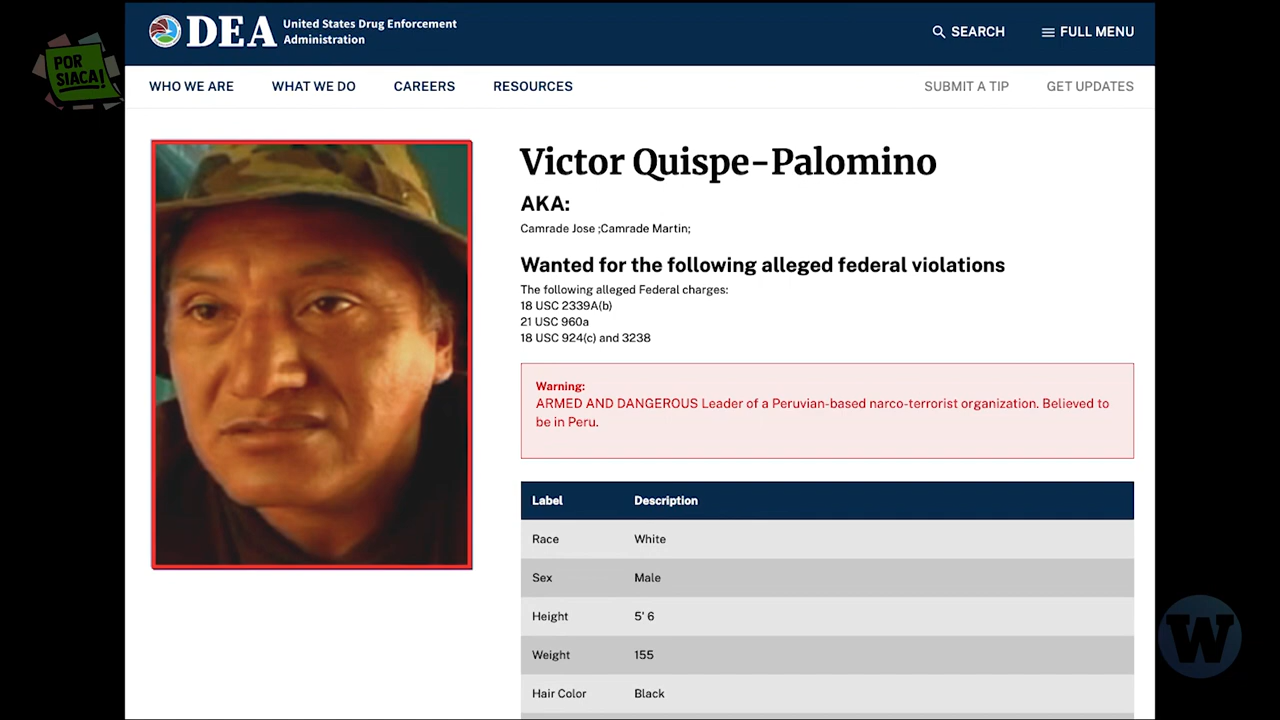 POR
SIACA!
DEA
United States Drug Enforcement
Administration
SEARCH
FULL MENU
WHO WE ARE
WHAT WE DO
CAREERS
RESOURCES
SUBMIT A TIP
GET UPDATES
Victor Quispe-Palomino
AKA:
Camrade Jose ;Camrade Martin;
Wanted for the following alleged federal violations
The following alleged Federal charges:
18 USC 2339A(b)
21 USC 960a
18 USC 924(c) and 3238
Warning:
ARMED AND DANGEROUS Leader of a Peruvian-based narco-terrorist organization. Believed to
be in Peru.
Label Description
Race White
Sex Male
Height 5' 6
Weight 155
Hair Color Black
W